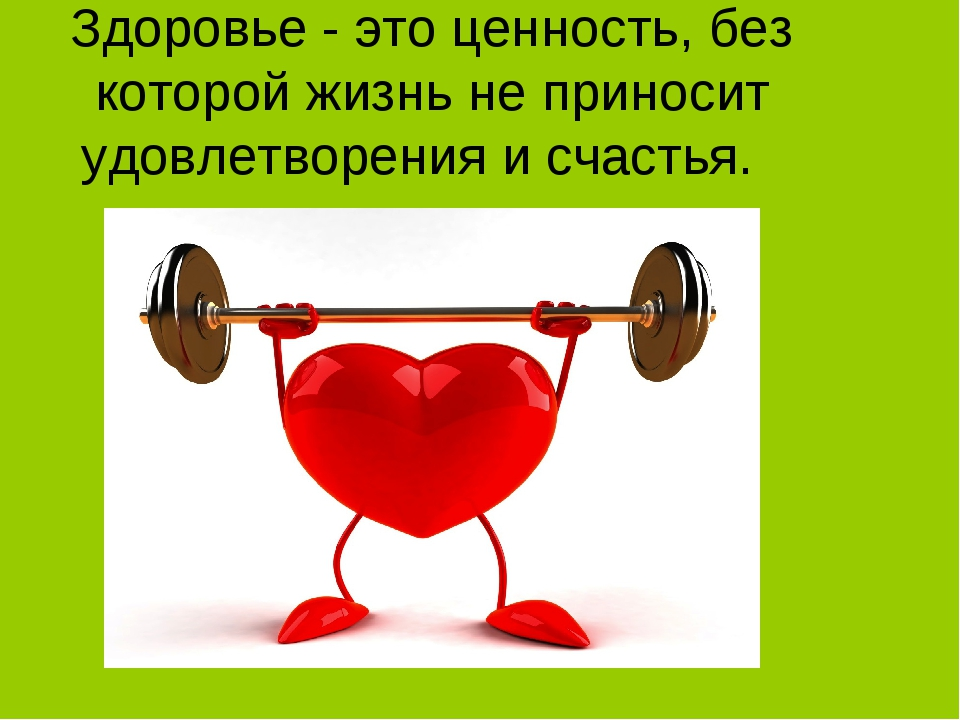 Здоровье - это ценность, без
которой жизнь не приносит
удовлетворения и счастья.